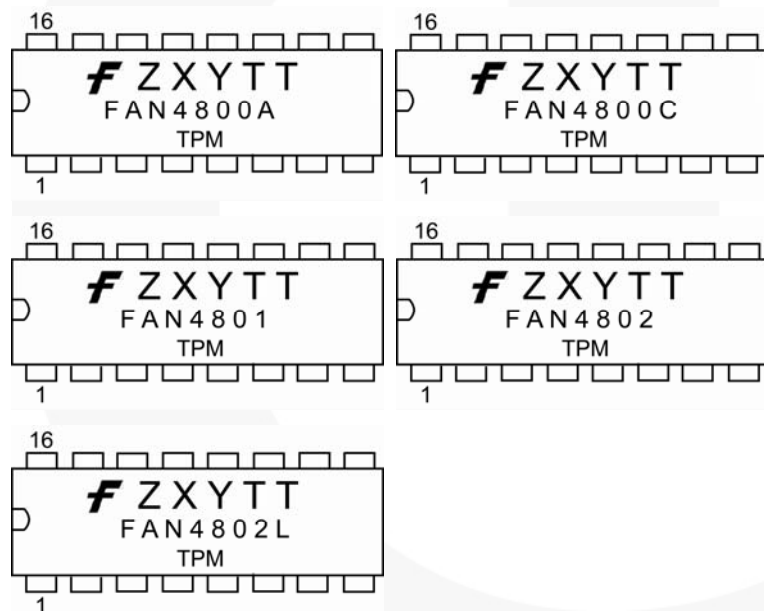 16
ZXYTT
FAN4800A
TPM
1
16
ZXYTT
FAN4800C
TPM
1
16
ZXYTT
FAN4801
TPM
1
16
ZXYTT
FAN4802
TPM
1
16
ZXYTT
FAN4802L
TPM
1